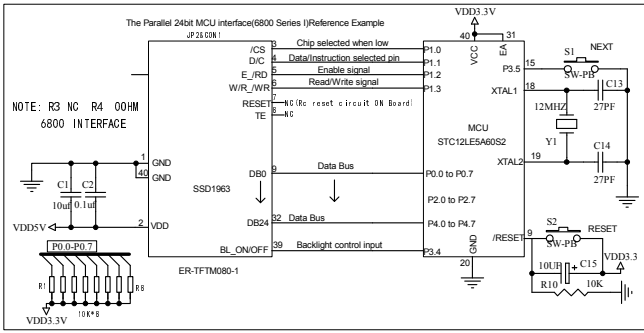 The Parallel 24bit MCU interface(6800 Series I)Reference Example
VDD3.3V
JP2&CON1
40
31
VCC
EA
S1
NEXT
/CS
3
Chip selected when low
P1.0
D/C
4
Data/Instruction selected pin
P1.1
E_/RD
5
Enable signal
P1.2
P3.5
15
SW-PB
W/R_/WR
6
Read/Write signal
P1.3
XTAL1
18
C13
RESET
7
NC(Rc reset circuit ON Board)
12MHZ
27PF
TE
8
NC
NOTE: R3 NC R4 0OHM
6800 INTERFACE
MCU
STC12LE5A60S2
Y1
1
GND
40
GND
XTAL2
19
C14
27PF
DB0
9
Data Bus
P0.0 to P0.7
C1
C2
10uf
0.1uf
SSD1963
P2.0 to P2.7
VDD5V
2
VDD
DB24
32
Data Bus
P4.0 to P4.7
S2
RESET
/RESET
9
SW-PB
P0.0-P0.7
BL_ON/OFF
39
Backlight control input
P3.4
GND
20
10UF
C15
VDD3.3
ER-TFTM080-1
R1
R8
R10
10K
10K*8
VDD3.3V